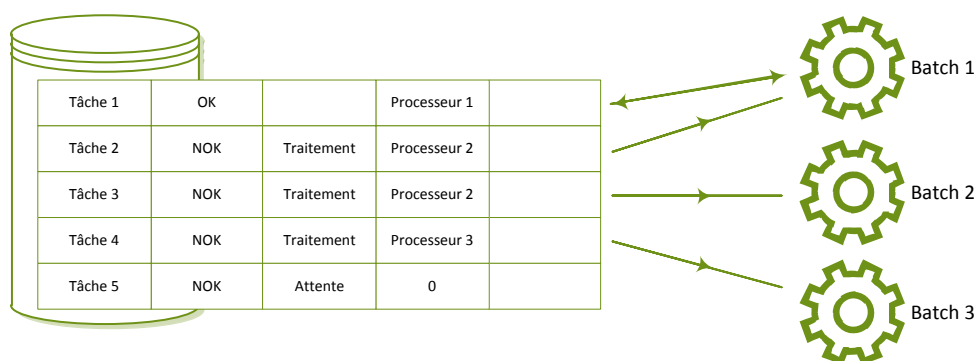 Tâche 1 OK Processeur 1
Tâche 2 NOK Traitement Processeur 2
Tâche 3 NOK Traitement Processeur 2
Tâche 4 NOK Traitement Processeur 3
Tâche 5 NOK Attente 0
Batch 1
Batch 2
Batch 3